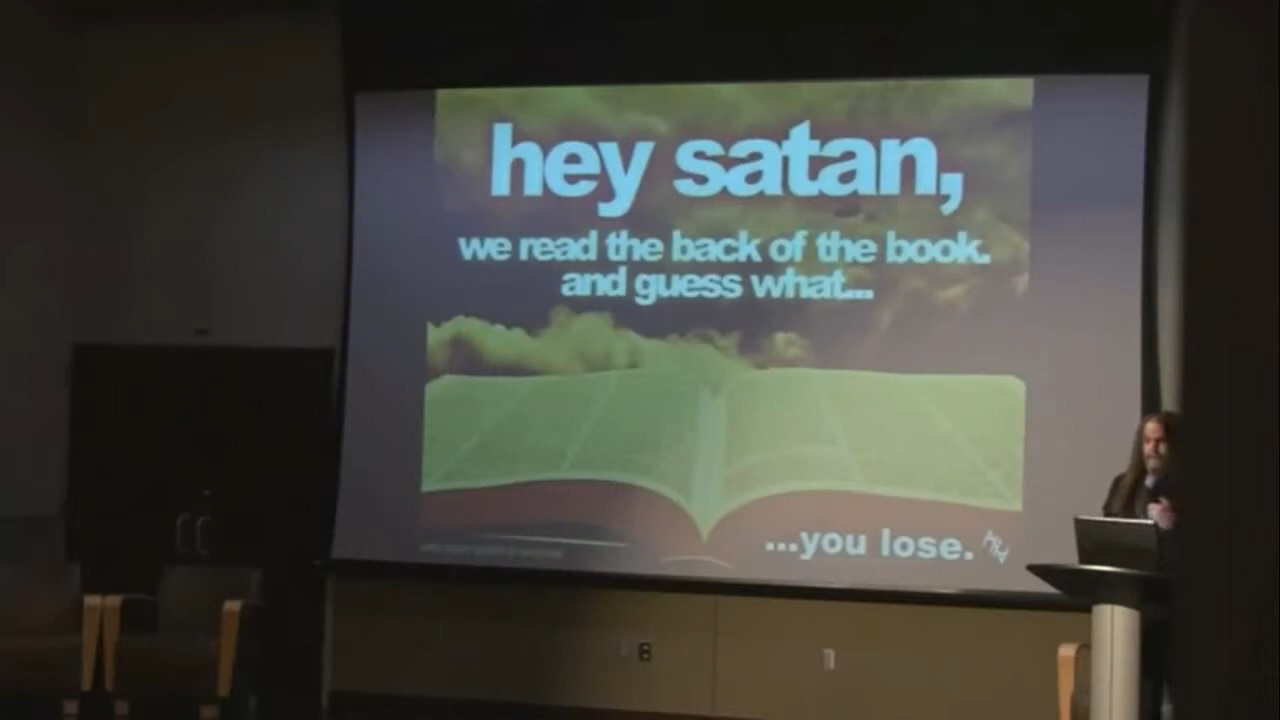 hey satan,
we read the back of the book.
and guess what...
...you lose.